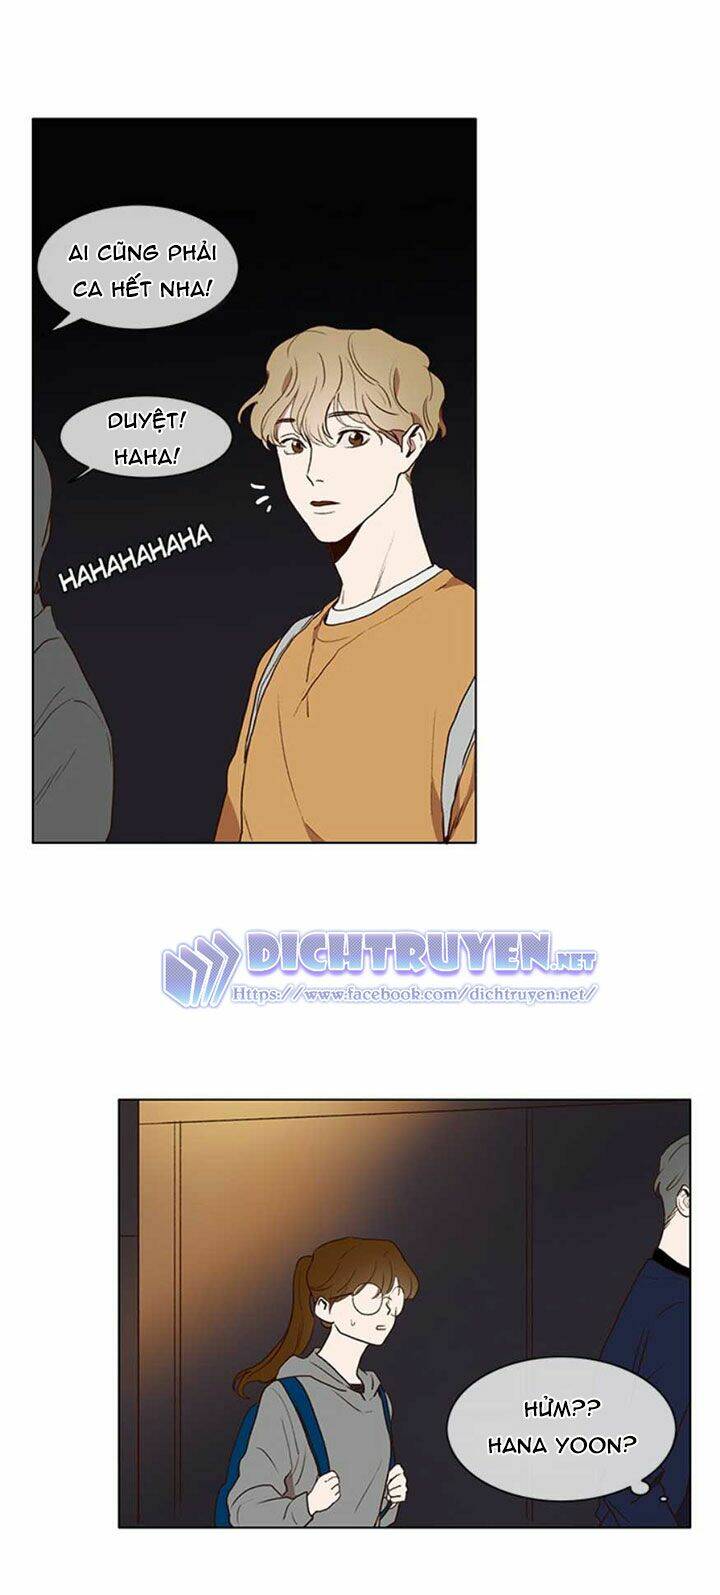 AI CŨNG PHẢI
CA HẾT NHA!
DUYỆT!
HAHA!
HAHAHAHAHA
DICHTRUYEN.NET
Https://www.facebook.com/dichtruyen.net/
HỬM??
HANA YOON?